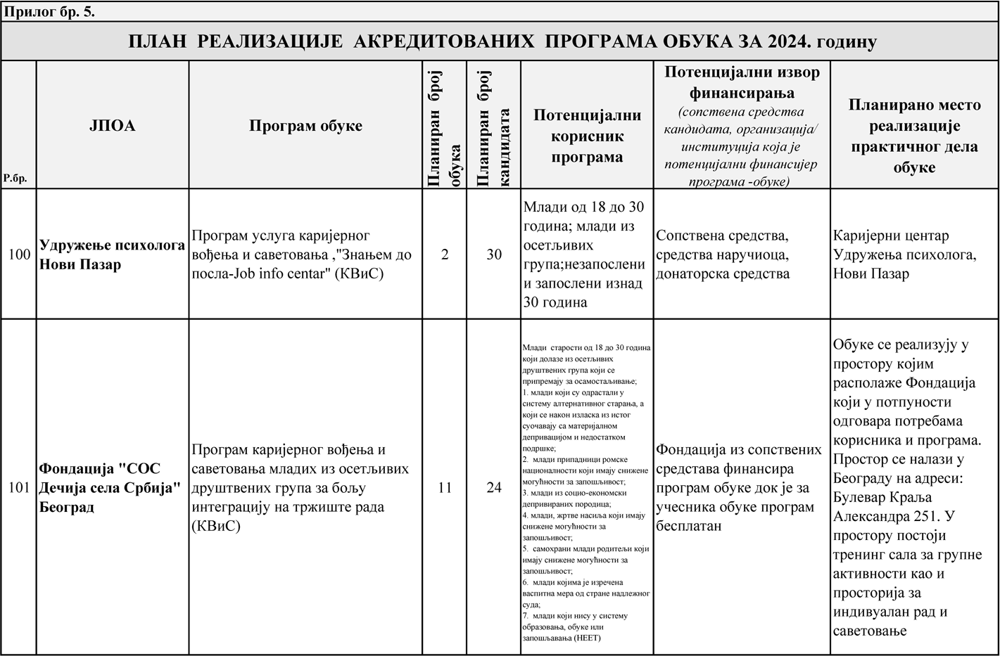 Прилог бр. 5.
ПЛАН РЕАЛИЗАЦИЈЕ АКРЕДИТОВАНИХ ПРОГРАМА ОБУКА ЗА 2024. годину
Р.бр.
ЈПОА
Програм обуке
Планиран број
обука
Планиран број
кандидата
Потенцијални
корисник
програма
Потенцијални извор
финансирања
(сопствена средства
кандидата, организација/
институција која је
потенцијални финансијер
програма -обуке)
Планирано место
реализације
практичног дела
обуке
100
Удружење психолога
Нови Пазар
Програм услуга каријерног
вођења и саветовања ,"Знањем до
посла-Job info centar" (КВиС)
2
30
Млади од 18 до 30
година; млади из
осетљивих
група;незапослени
и запослени изнад
30 година
Сопствена средства,
средства наручиоца,
донаторска средства
Каријерни центар
Удружења психолога,
Нови Пазар
101
Фондација "СОС
Дечија села Србија"
Београд
Програм каријерног вођења и
саветовања младих из осетљивих
друштвених група за бољу
интеграцију на тржиште рада
(КВиС)
11
24
Млади старости од 18 до 30 година
који долазе из осетљивих
друштвених група који се
припремају за осамостаљивање;
1. млади који су одрастали у
систему алтернативног старања, а
који се након изласка из истог
суочавају са материјалном
депривацијом и недостатком
подршке;
2. млади припадници ромске
националности који имају снижене
могућности за запошљивост;
3. млади из социо-економски
депривираних породица;
4. млади, жртве насиља који имају
снижене могућности за
запошљивост;
5. самохрани млади родитељи који
имају снижене могућности за
запошљивост;
6. млади којима је изречена
васпитна мера од стране надлежног
суда;
7. млади који нису у систему
образовања, обуке или
запошљавања (НЕЕТ)
Фондација из сопствених
средстава финансира
програм обуке док је за
учесника обуке програм
бесплатан
Обуке се реализују у
простору којим
располаже Фондација
који у потпуности
одговара потребама
корисника и програма.
Простор се налази у
Београду на адреси:
Булевар Краља
Александра 251. У
простору постоји
тренинг сала за групне
активности као и
просторија за
индивуалан рад и
саветовање